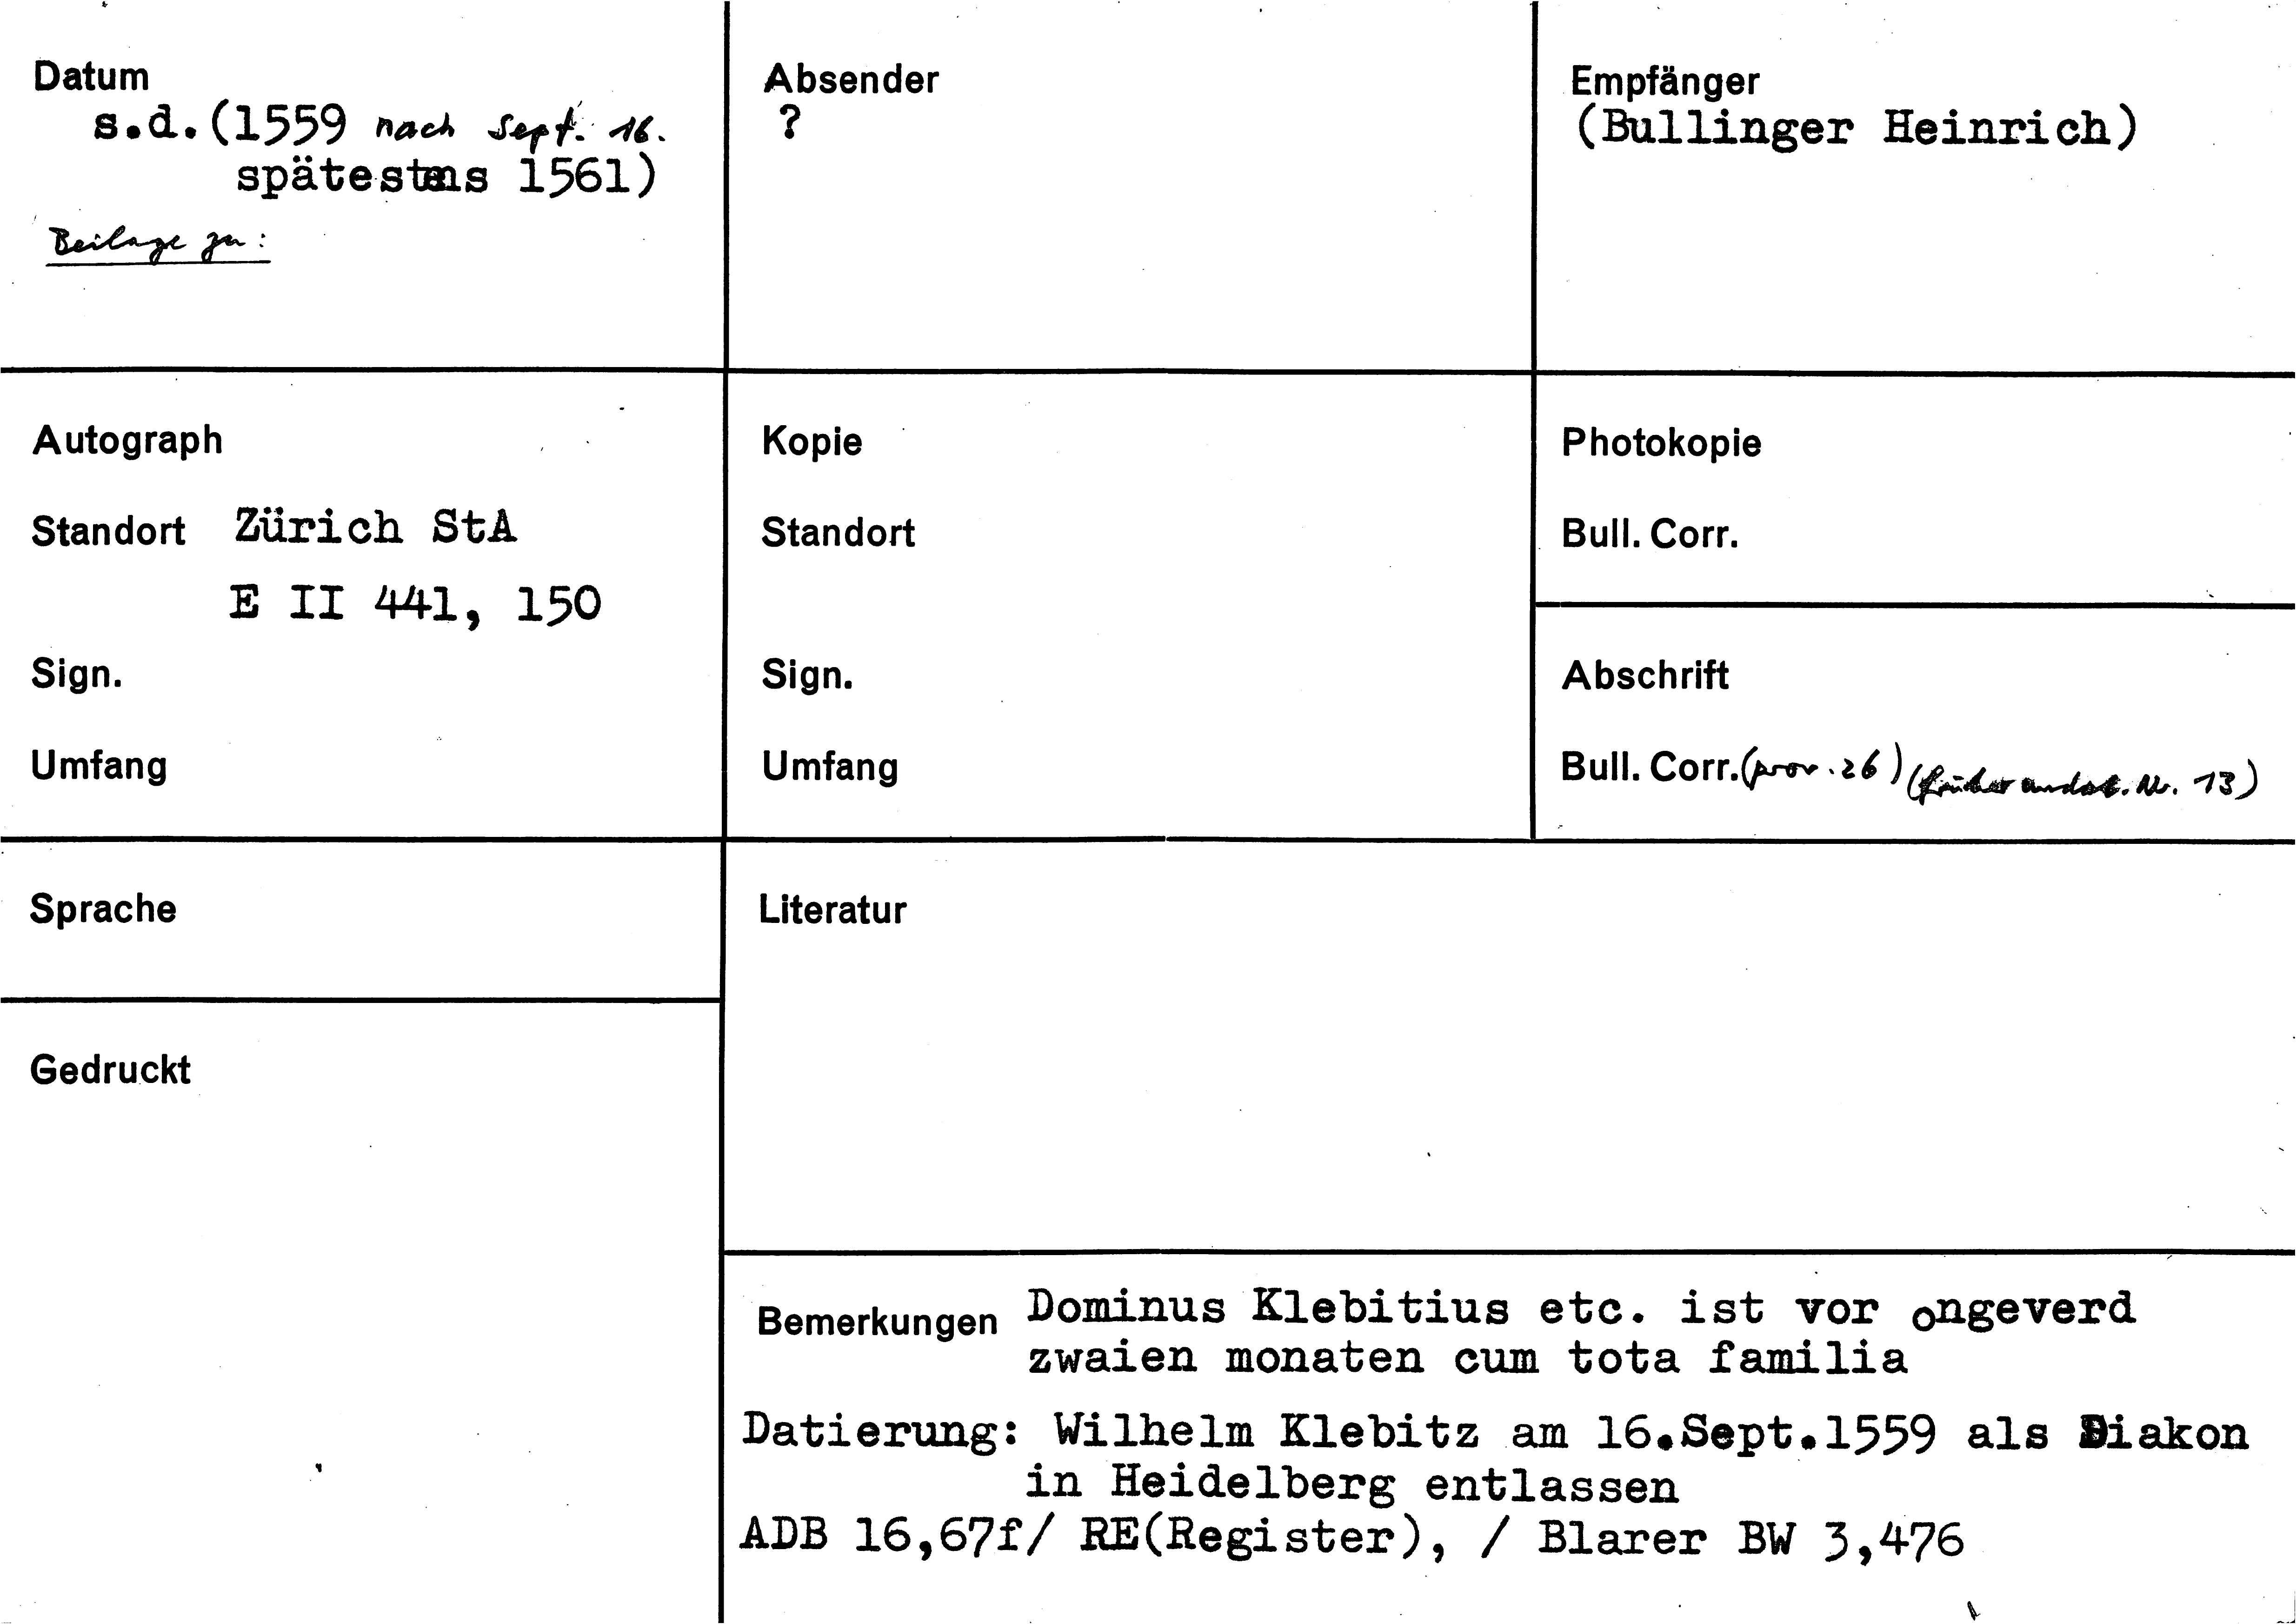 Datum
s.d.(1559 nach Sept. 16.
spätestens 1561)
Beilage zu:
Absender
?
Empfänger
(Bullinger Heinrich)
Autograph
Standort Zürich StA
E II 441, 150
Sign.
Umfang
Kopie
Standort
Sign.
Umfang
Photokopie
Bull. Corr.
Abschrift
Bull. Corr. (prov. 26) (früher undat. Nr. 13)
Sprache
Gedruckt
Literatur
Bemerkungen Dominus Klebitius etc. ist vor ongeverd
zwaien monaten cum tota familia
Datierung: Wilhelm Klebitz am 16.Sept.1559 als Diakon
in Heidelberg entlassen
ADB 16,67f/ RE(Register), / Blarer BW 3,476